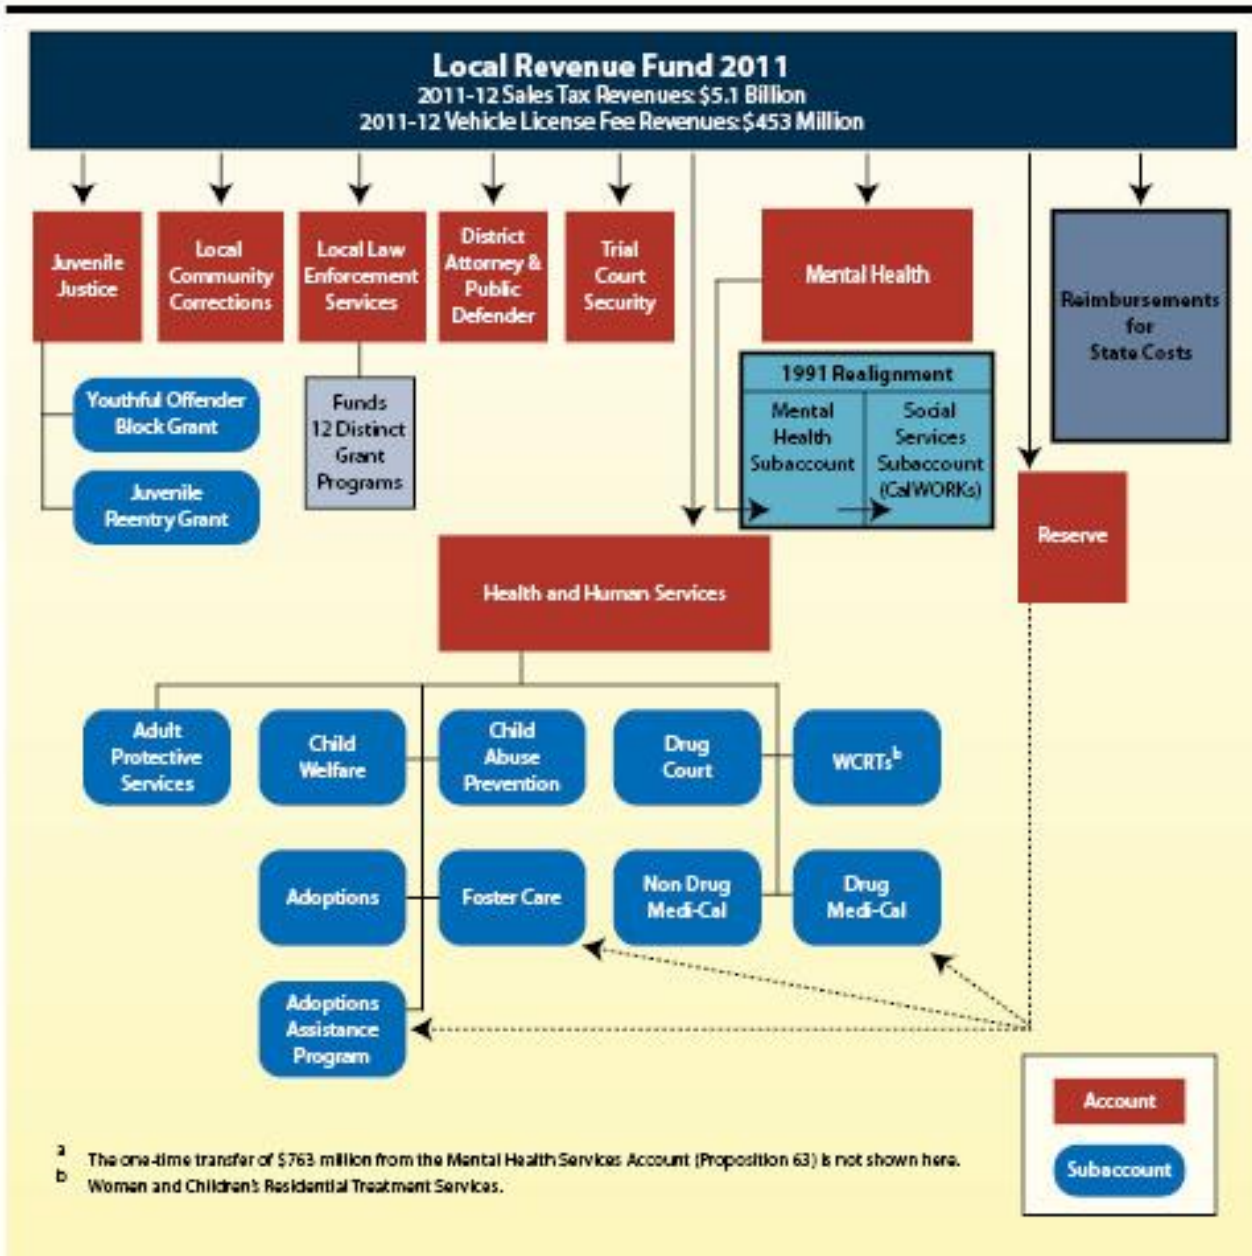 Local Revenue Fund 2011
2011-12 Sales Tax Revenues: $5.1 Billion
2011-12 Vehicle License Fee Revenues: $453 Million
Juvenile
Justice
Local
Community
Corrections
Local Law
Enforcement
Services
District
Attorney &
Public
Defender
Trial
Court
Security
Mental Health
Reimbursements
for
State Costs
Youthful Offender
Block Grant
Juvenile
Reentry Grant
Funds
12 Distinct
Grant
Programs
1991 Realignment
Mental
Health
Subaccount
Social
Services
Subaccount
(CalWORKs)
Reserve
Health and Human Services
Adult
Protective
Services
Child
Welfare
Child
Abuse
Prevention
Drug
Court
WCRTs b
Adoptions
Foster Care
Non Drug
Medi-Cal
Drug
Medi-Cal
Adoptions
Assistance
Program
Account
Subaccount
a The one-time transfer of $763 million from the Mental Health Services Account (Proposition 63) is not shown here.
b Women and Children's Residential Treatment Services.